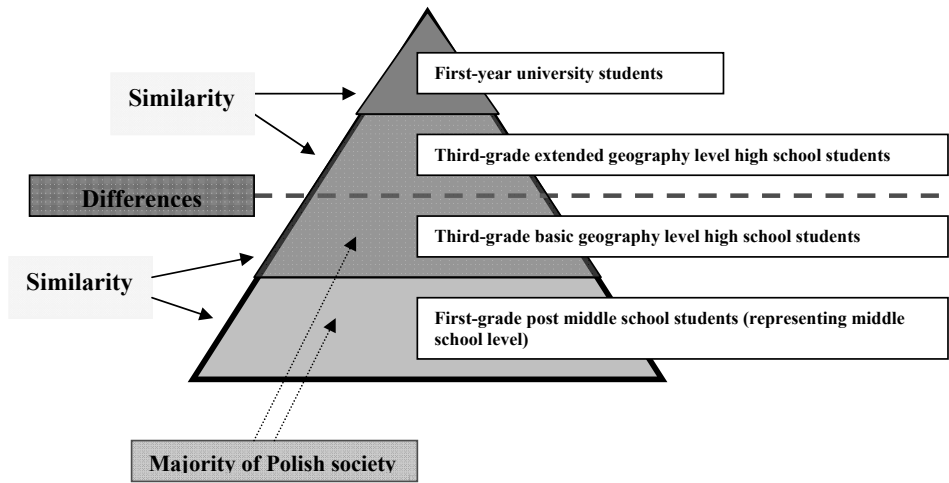 First-year university students
Similarity
Third-grade extended geography level high school students
Differences
Third-grade basic geography level high school students
Similarity
First-grade post middle school students (representing middle
school level)
Majority of Polish society